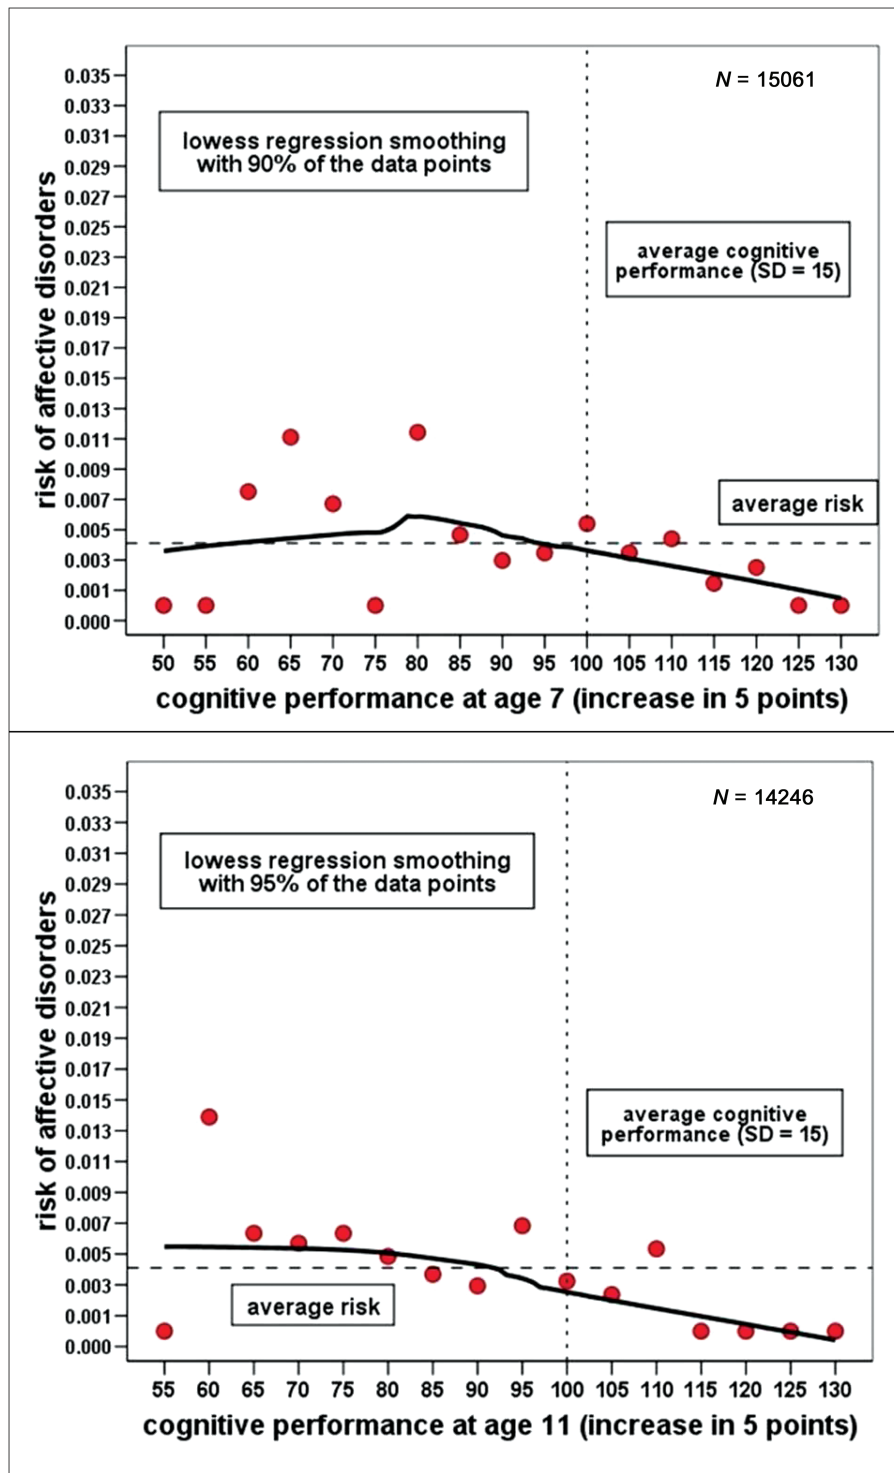 N = 15061
lowess regression smoothing
with 90% of the data points
average cognitive
performance (SD = 15)
average risk
risk of affective disorders
0.035
0.033
0.031
0.029
0.027
0.025
0.023
0.021
0.019
0.017
0.015
0.013
0.011
0.009
0.007
0.005
0.003
0.001
0.000
50 55 60 65 70 75 80 85 90 95 100 105 110 115 120 125 130
cognitive performance at age 7 (increase in 5 points)
N = 14246
lowess regression smoothing
with 95% of the data points
average cognitive
performance (SD = 15)
average risk
risk of affective disorders
0.035
0.033
0.031
0.029
0.027
0.025
0.023
0.021
0.019
0.017
0.015
0.013
0.011
0.009
0.007
0.005
0.003
0.001
0.000
55 60 65 70 75 80 85 90 95 100 105 110 115 120 125 130
cognitive performance at age 11 (increase in 5 points)